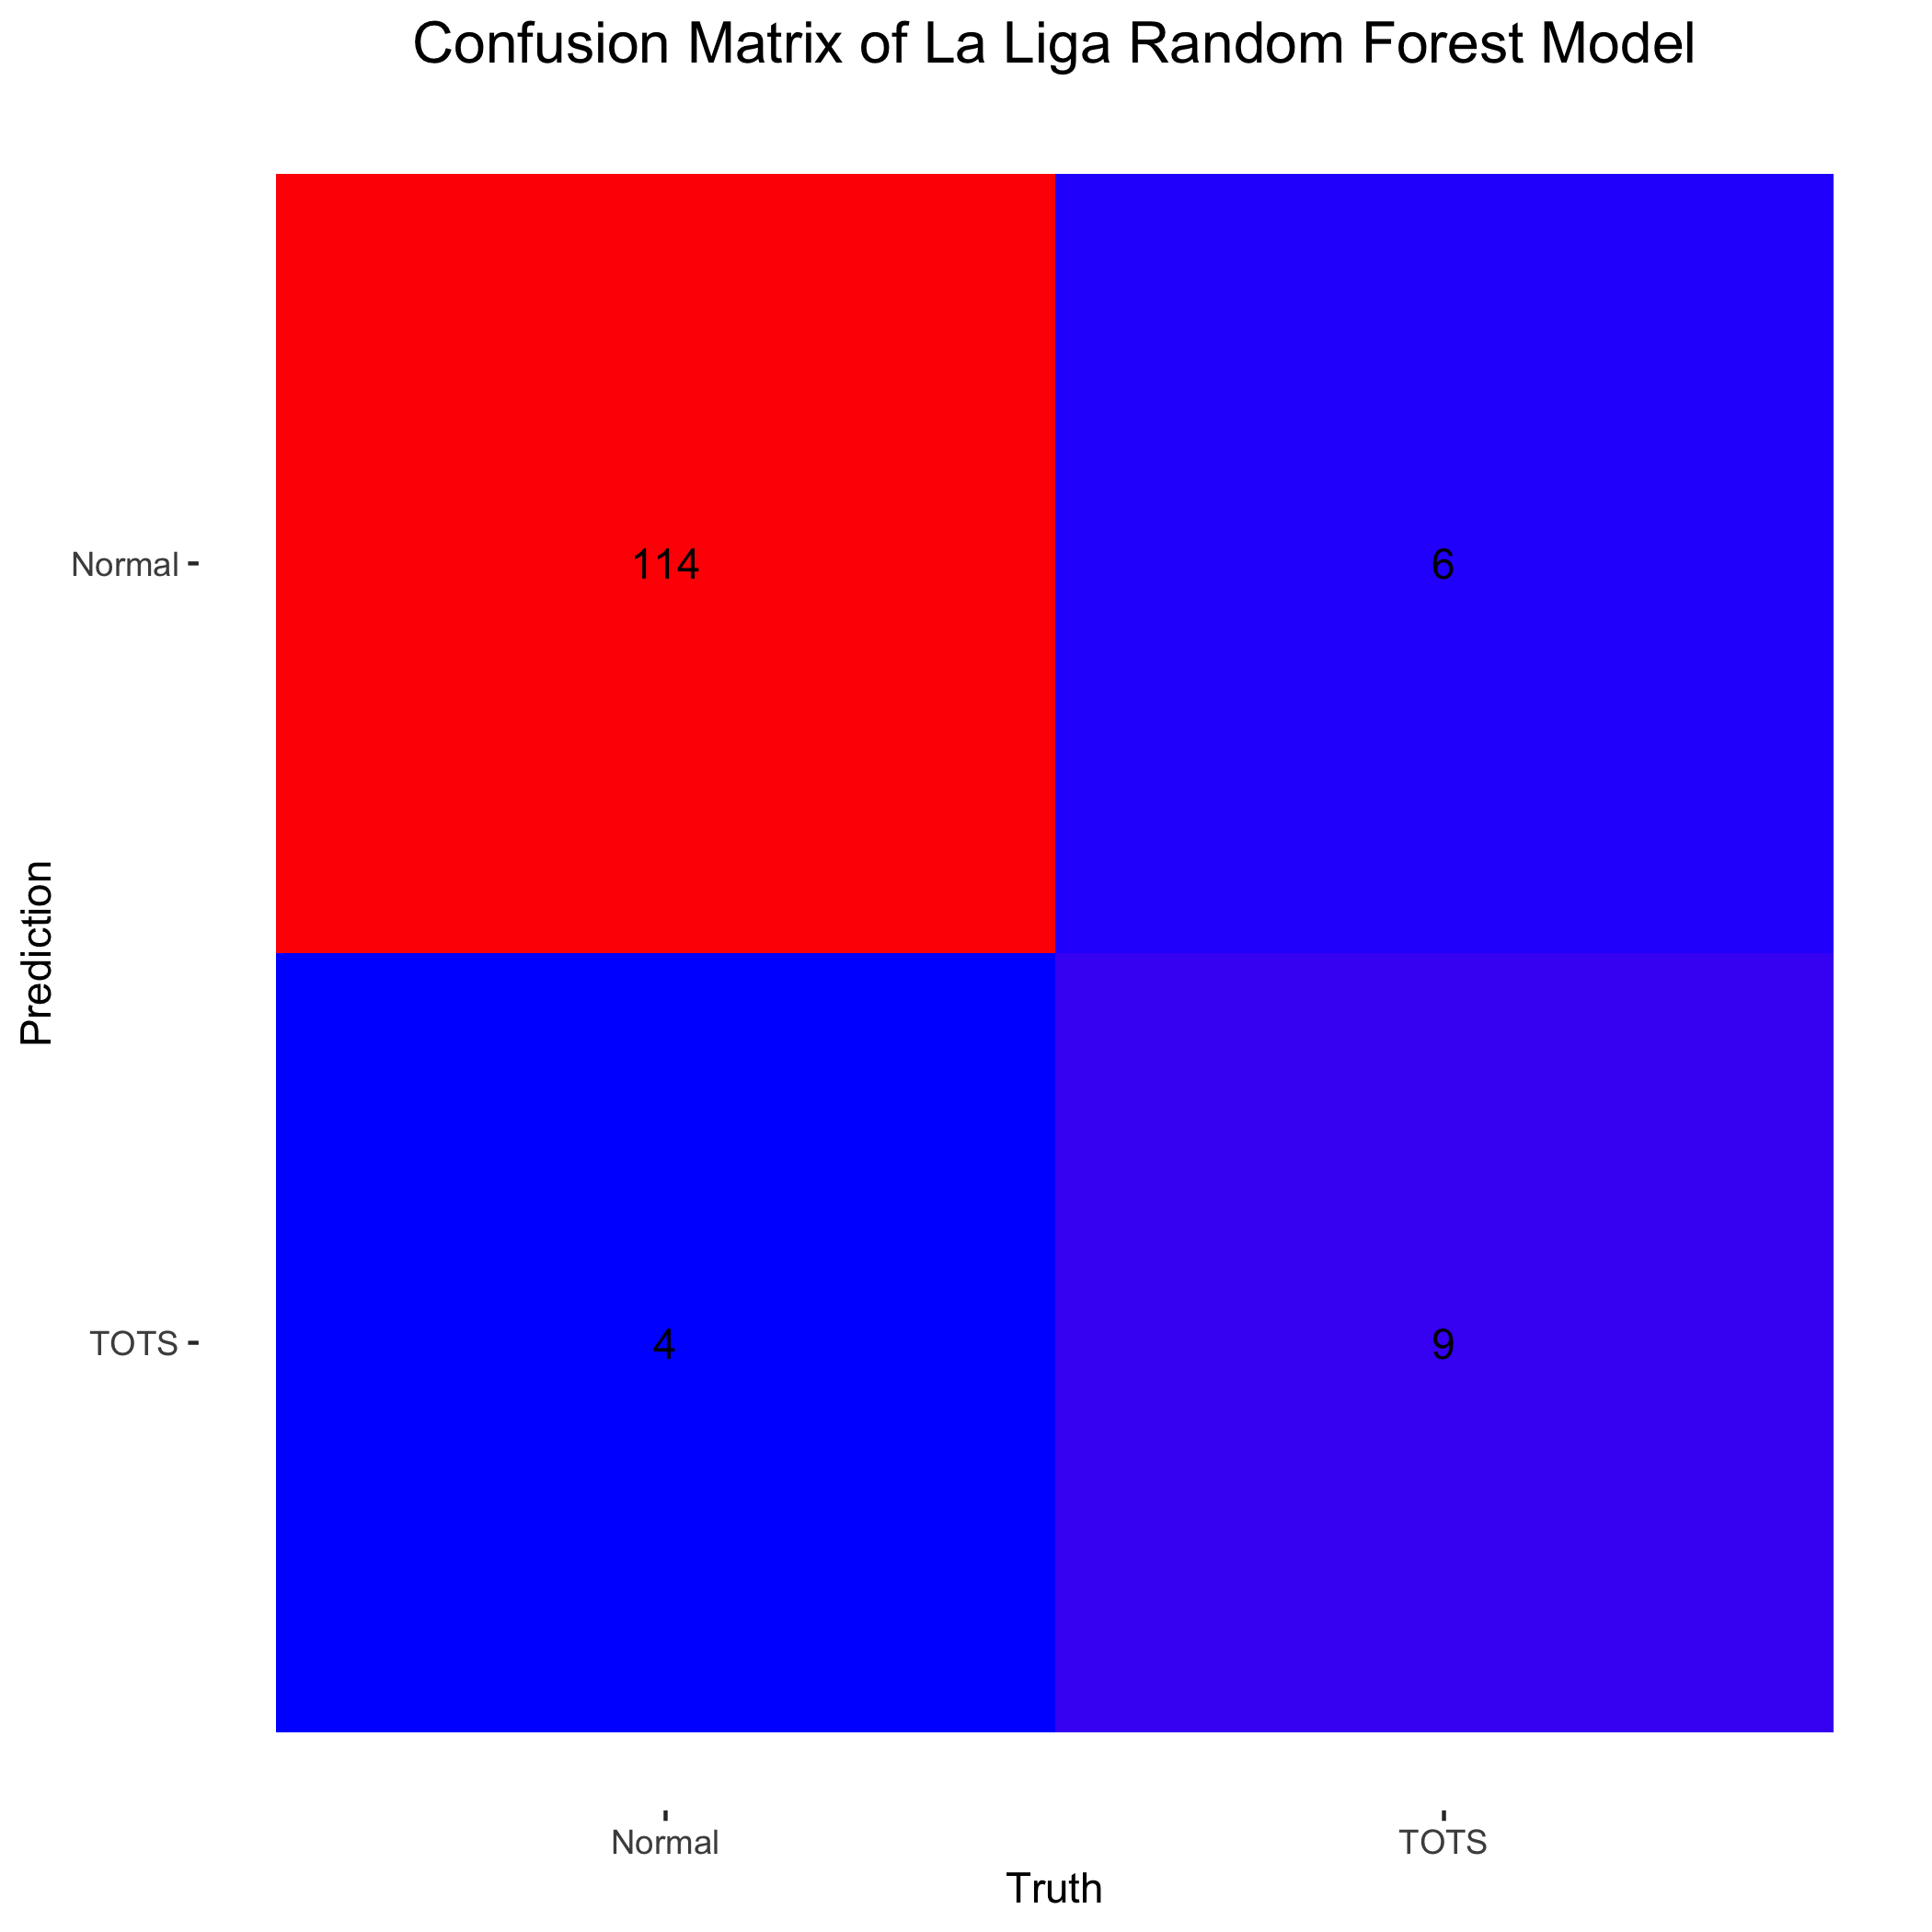 Confusion Matrix of La Liga Random Forest Model
Prediction
Normal
114
6
TOTS
4
9
Normal
TOTS
Truth